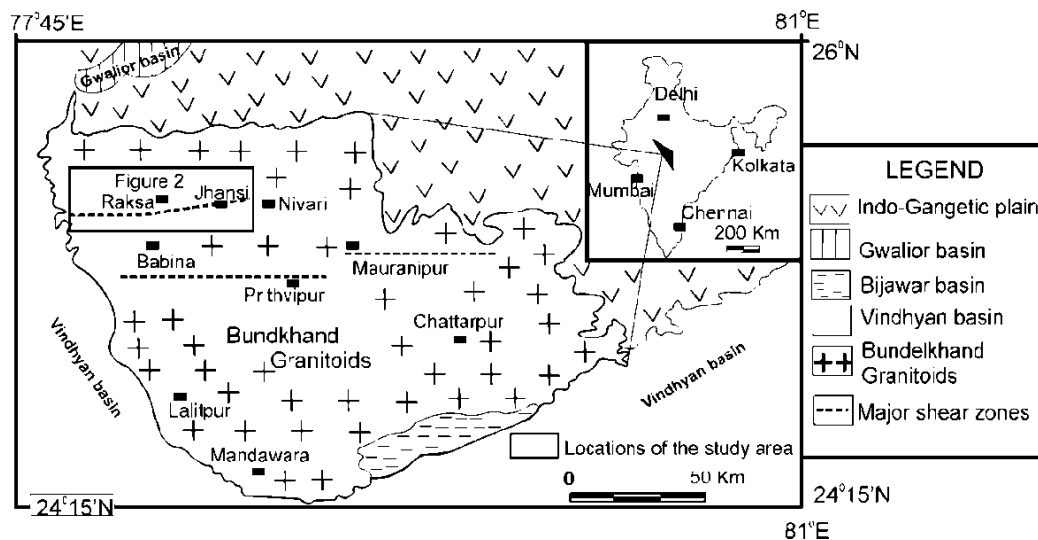 77°45'E
81°E
26°N
Gwalior basin
Delhi
Kolkata
Mumbai
Chennai
200 Km
Figure 2
Raksa
Jhansi
Nivari
Babina
Mauranipur
Prithvipur
Bundkhand
Granitoids
Chattarpur
Vindhyan basin
Vindhyan basin
Lalitpur
Mandawara
Locations of the study area
0
50 Km
24°15'N
24°15'N
81°E
LEGEND
Indo-Gangetic plain
Gwalior basin
Bijawar basin
Vindhyan basin
Bundelkhand
Granitoids
Major shear zones